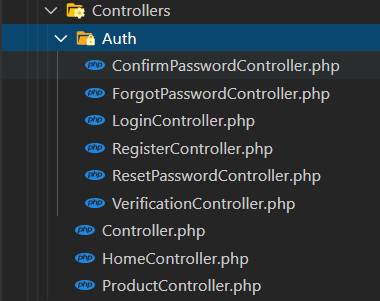 Controllers
Auth
php ConfirmPasswordController.php
php ForgotPasswordController.php
php LoginController.php
php RegisterController.php
php ResetPasswordController.php
php VerificationController.php
php Controller.php
php HomeController.php
php ProductController.php